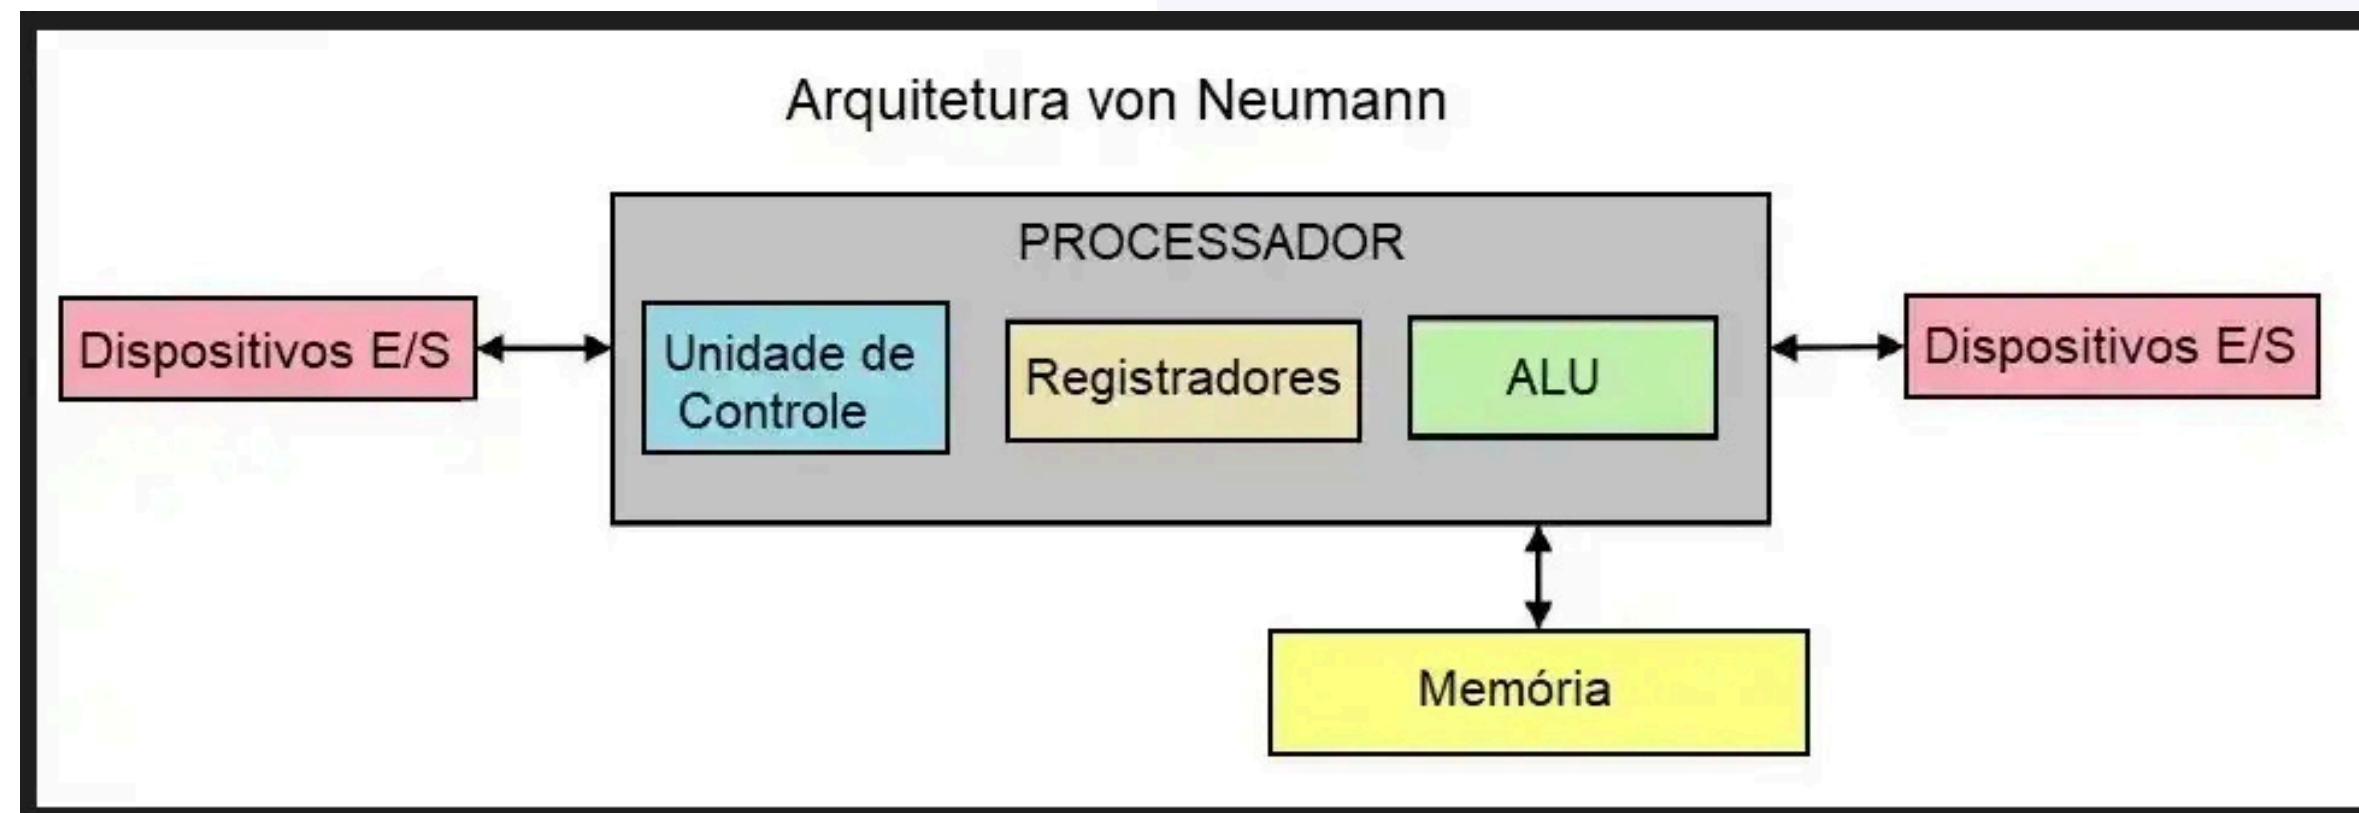 Arquitetura von Neumann
PROCESSADOR
Dispositivos E/S
Unidade de
Controle
Registradores
ALU
Dispositivos E/S
Memória